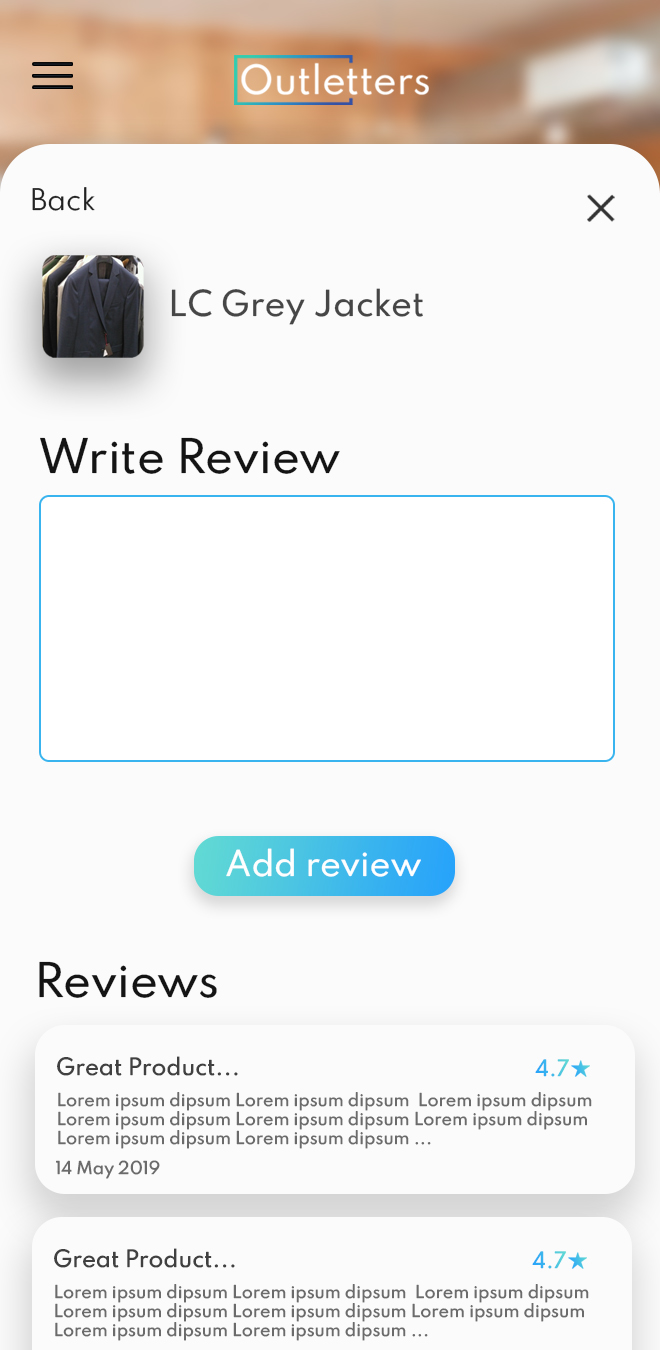 Outletters
Back
LC Grey Jacket
Write Review
Add review
Reviews
Great Product...
4.7★
Lorem ipsum dipsum Lorem ipsum dipsum  Lorem ipsum dipsum
Lorem ipsum dipsum Lorem ipsum dipsum Lorem ipsum dipsum
Lorem ipsum dipsum Lorem ipsum dipsum ...
14 May 2019
Great Product...
4.7★
Lorem ipsum dipsum Lorem ipsum dipsum  Lorem ipsum dipsum
Lorem ipsum dipsum Lorem ipsum dipsum Lorem ipsum dipsum
Lorem ipsum dipsum Lorem ipsum dipsum ...